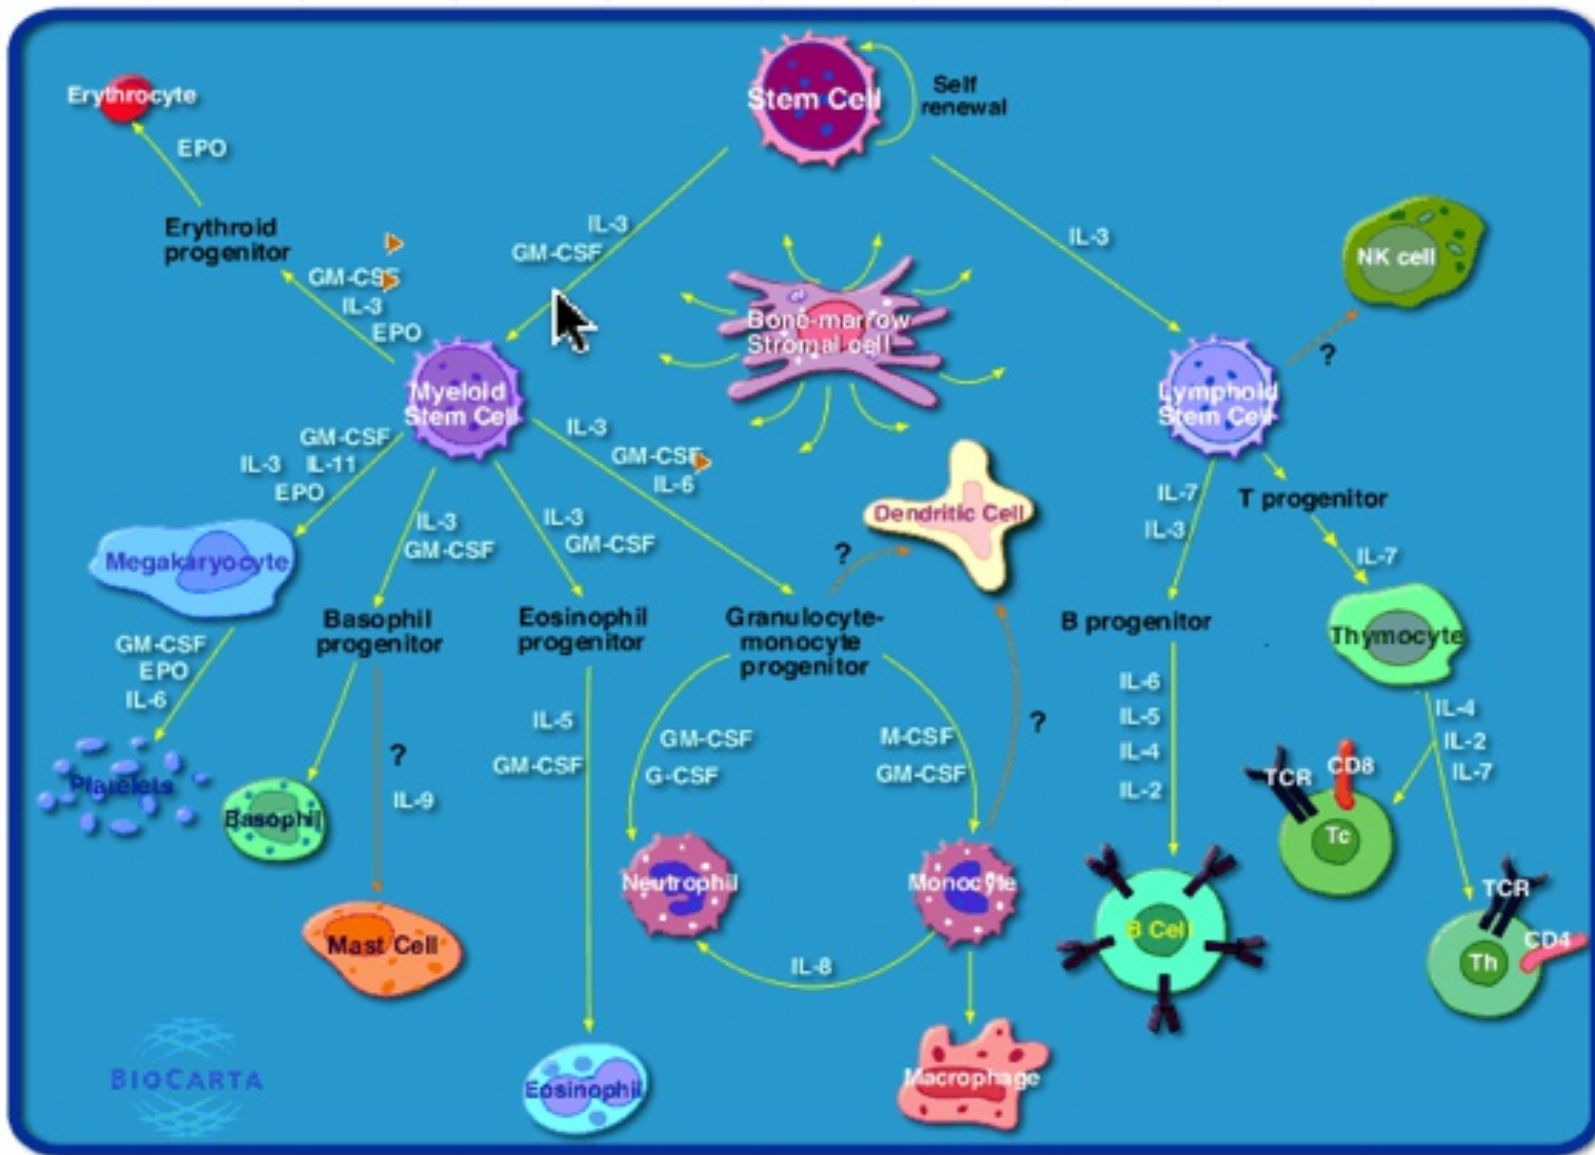 Stem Cell
Self
renewal
Erythrocyte
EPO
Erythroid
progenitor
GM-CSF
IL-3
EPO
IL-3
GM-CSF
IL-3
NK cell
?
Bone-marrow
Stromal cell
Myeloid
Stem Cell
Lymphoid
Stem Cell
GM-CSF
IL-3 IL-11
EPO
IL-3
GM-CSF
IL-6
IL-3
GM-CSF
IL-3
GM-CSF
Dendritic Cell
?
IL-7
IL-3
T progenitor
IL-7
Megakaryocyte
GM-CSF
EPO
IL-6
Platelets
Basophil
progenitor
Eosinophil
progenitor
Granulocyte-
monocyte
progenitor
B progenitor
Thymocyte
?
IL-9
IL-5
GM-CSF
GM-CSF
G-CSF
M-CSF
GM-CSF
?
IL-6
IL-5
IL-4
IL-2
IL-4
IL-2
IL-7
TCR
CD8
Tc
Basophil
Mast Cell
Neutrophil
Monocyte
IL-8
B Cell
TCR
CD4
Th
Eosinophil
Macrophage
BIOCARTA